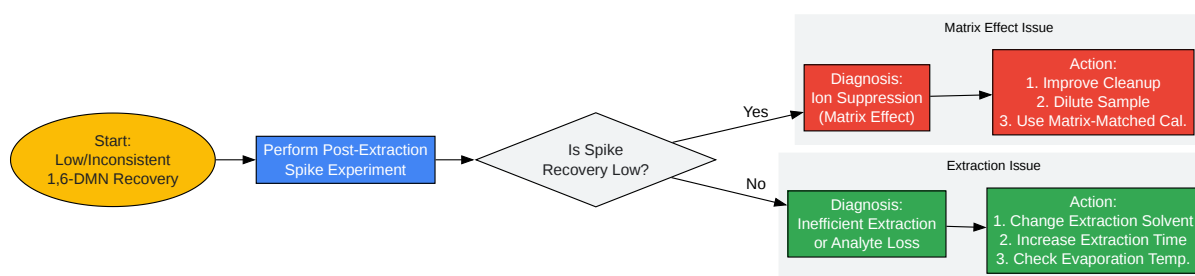 Start:
Low/Inconsistent
1,6-DMN Recovery
Perform Post-Extraction
Spike Experiment
Is Spike
Recovery Low?
Yes
No
Matrix Effect Issue
Diagnosis:
Ion Suppression
(Matrix Effect)
Action:
1. Improve Cleanup
2. Dilute Sample
3. Use Matrix-Matched Cal.
Extraction Issue
Diagnosis:
Inefficient Extraction
or Analyte Loss
Action:
1. Change Extraction Solvent
2. Increase Extraction Time
3. Check Evaporation Temp.